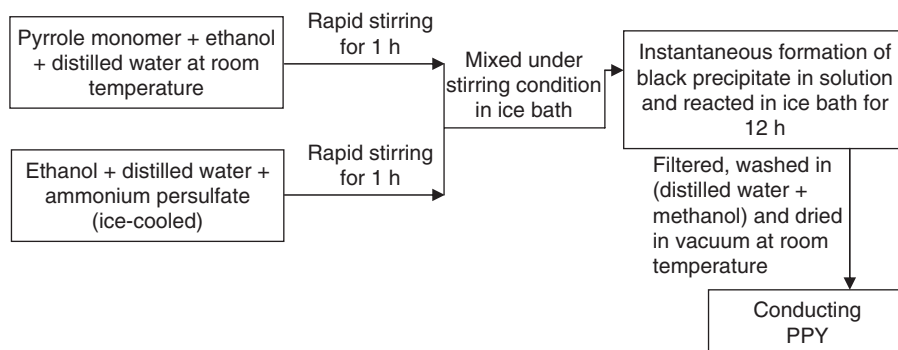 Pyrrole monomer + ethanol
+ distilled water at room
temperature
Rapid stirring
for 1 h
Ethanol + distilled water +
ammonium persulfate
(ice-cooled)
Rapid stirring
for 1 h
Mixed under
stirring condition
in ice bath
Instantaneous formation of
black precipitate in solution
and reacted in ice bath for
12 h
Filtered, washed in
(distilled water +
methanol) and dried
in vacuum at room
temperature
Conducting
PPY